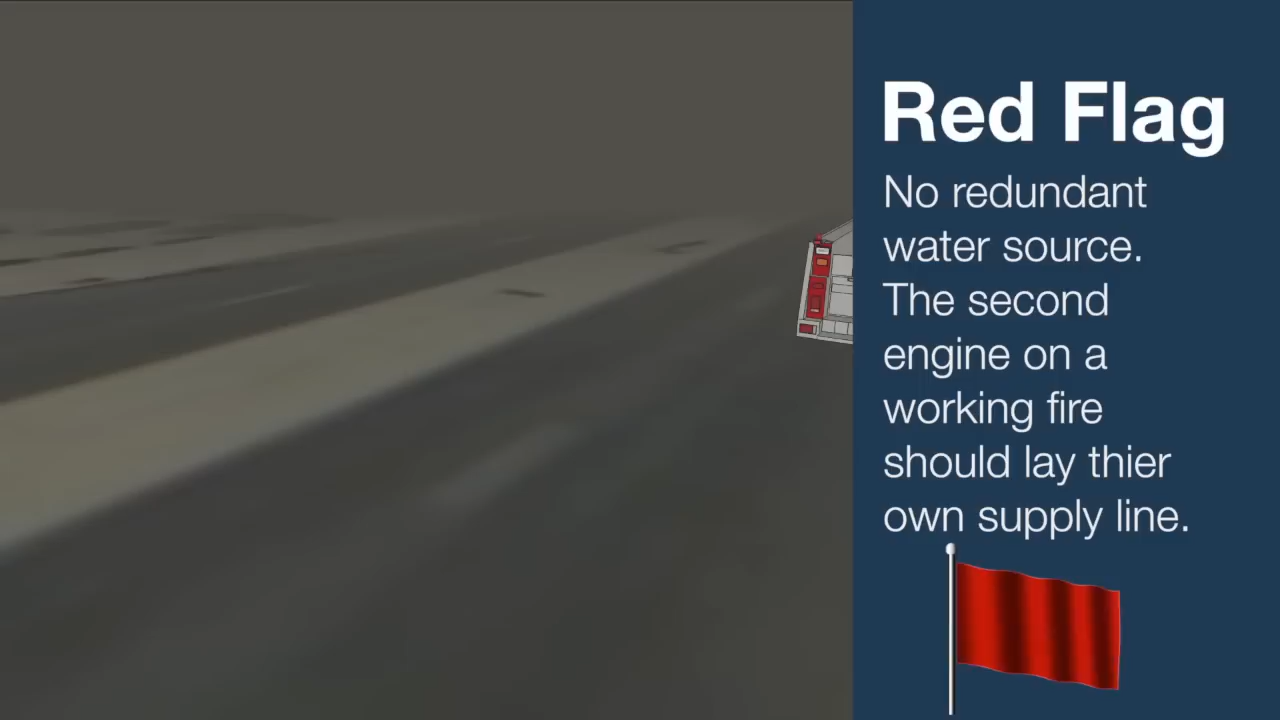 Red Flag
No redundant
water source.
The second
engine on a
working fire
should lay thier
own supply line.